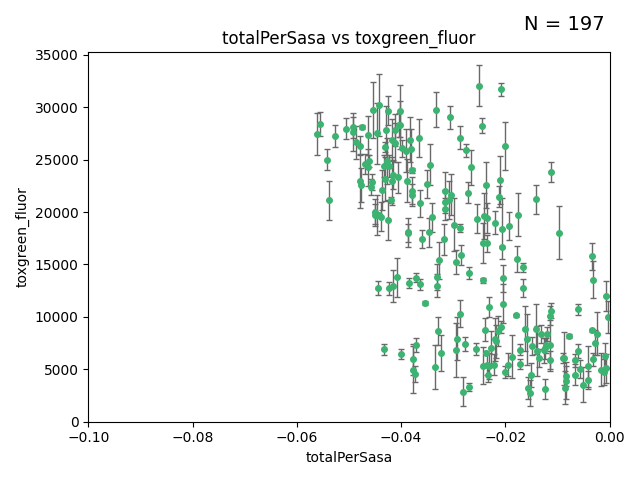 N = 197
totalPerSasa vs toxgreen_fluor
35000
30000
25000
20000
15000
10000
5000
0
toxgreen_fluor
−0.10 −0.08 −0.06 −0.04 −0.02 0.00
totalPerSasa